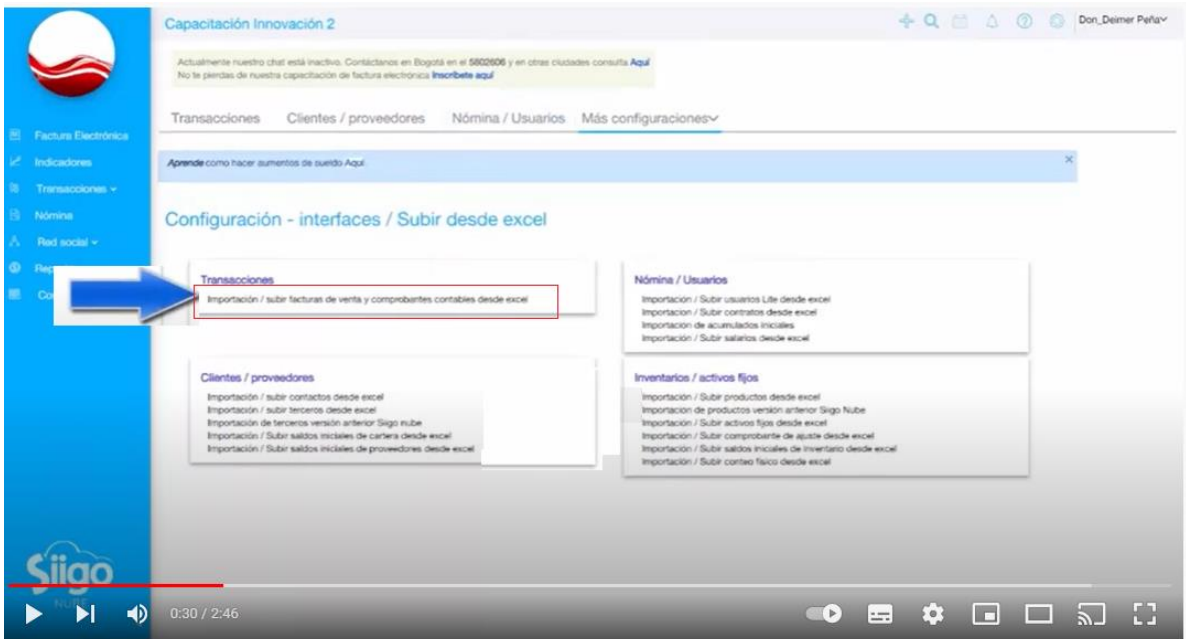 Capacitación Innovación 2
Don_Deimer Peña
Actualmente nuestro chat está inactivo. Contáctanos en Bogotá en el 5802606 y en otras ciudades consulta Aquí
No te pierdas de nuestra capacitación de factura electrónica Inscríbete aquí
Transacciones Clientes / proveedores Nómina / Usuarios Más configuraciones
Aprende como hacer aumentos de sueldo Aquí
Factura Electrónica
Indicadores
Transacciones
Nómina
Red social
Configuración - interfaces / Subir desde excel
Transacciones
Importación / subir facturas de venta y comprobantes contables desde excel
Nómina / Usuarios
Importación / Subir usuarios Lite desde excel
Importacion / Subir contratos desde excel
Importacion de acumulados iniciales
Importación / Subir salarios desde excel
Clientes / proveedores
Importación / subir contactos desde excel
Importación / subir terceros desde excel
Importación de terceros versión anterior Siigo nube
Importación / Subir saldos iniciales de cartera desde excel
Importación / Subir saldos iniciales de proveedores desde excel
Inventarios / activos fijos
Importación / Subir productos desde excel
Importacion de productos versión anterior Siigo Nube
Importación / Subir activos fijos desde excel
Importación / Subir comprobante de ajuste desde excel
Importación / Subir saldos iniciales de Inventario desde excel
Importación / Subir conteo físico desde excel
Siigo
NUBE
0:30 / 2:46